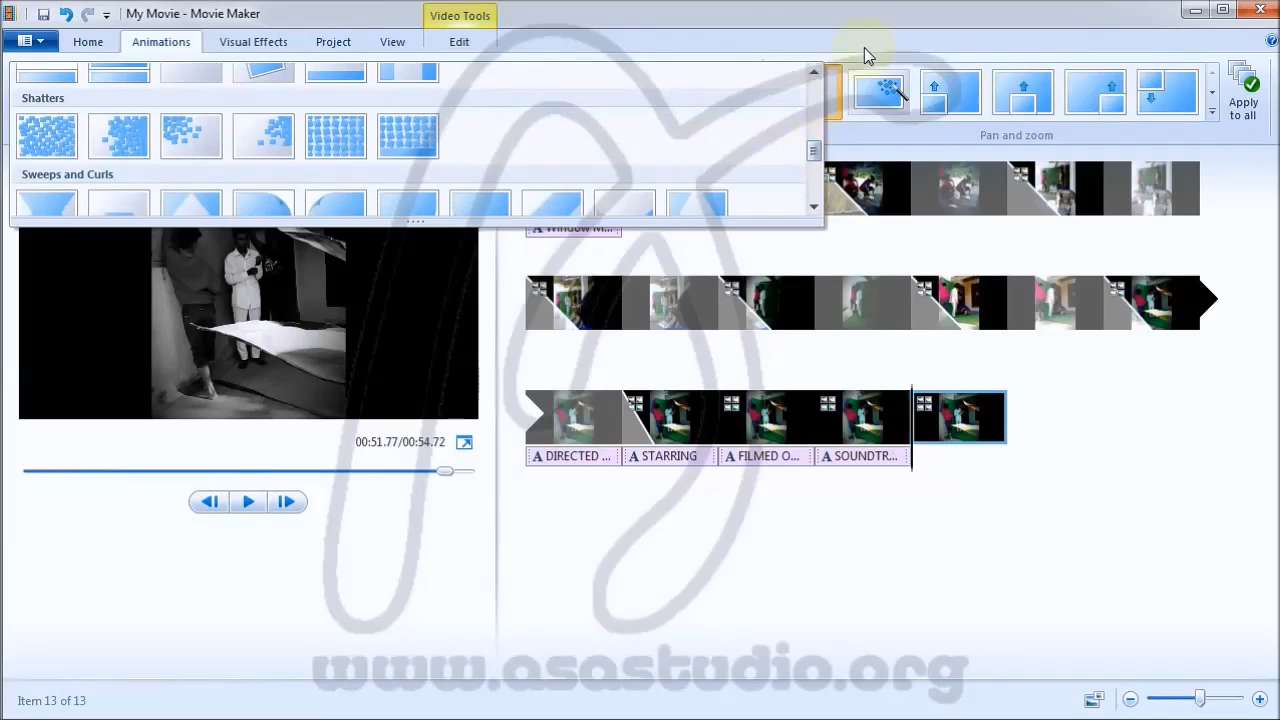 My Movie - Movie Maker
Video Tools
Home
Animations
Visual Effects
Project
View
Edit
Shatters
Sweeps and Curls
Pan and zoom
Apply
to all
Window M...
00:51.77/00:54.72
A DIRECTED ...
A STARRING
A FILMED O...
A SOUNDTR...
www.asastudio.org
Item 13 of 13